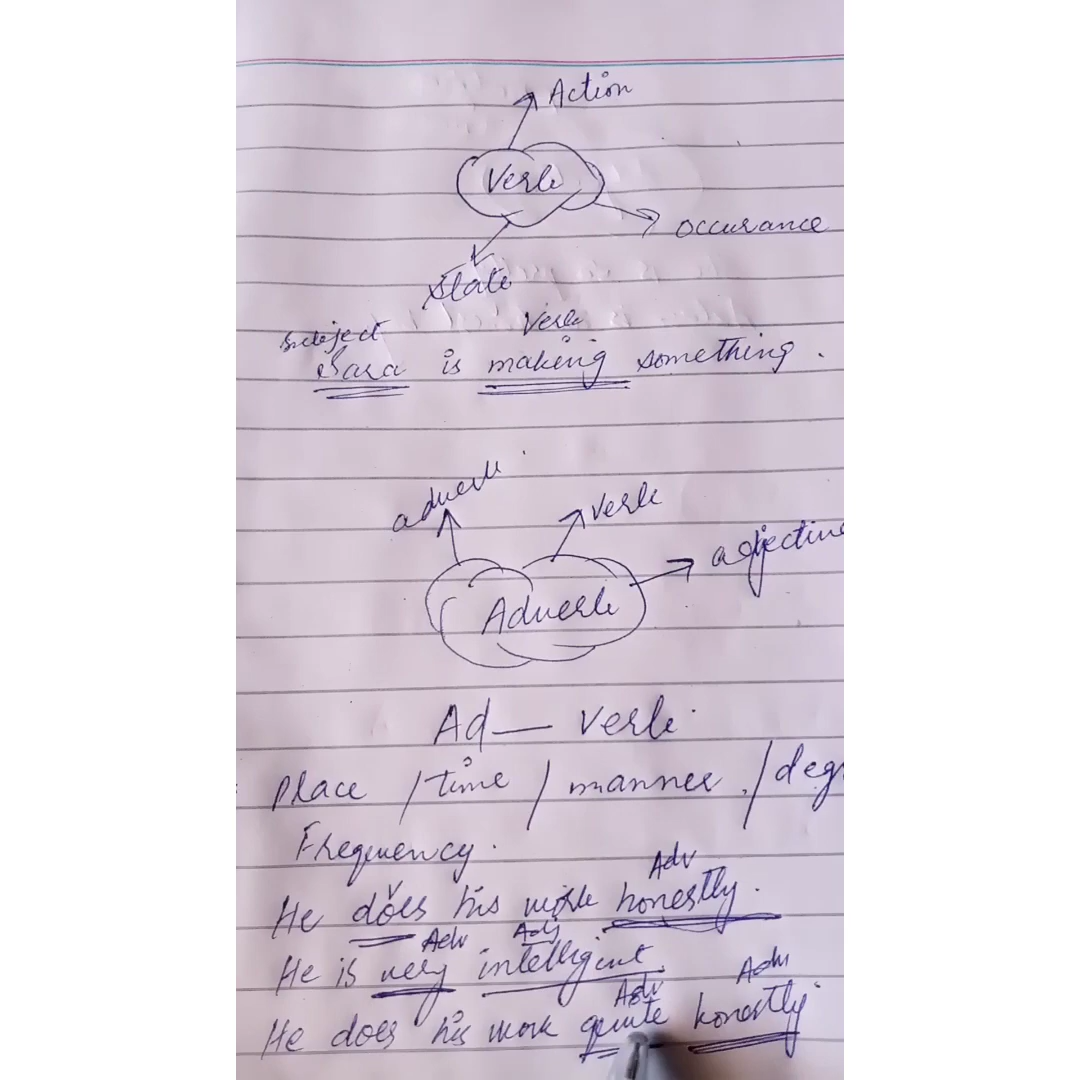 Action
Verb
occurance
State
subject Verb
Sara is making something.
adverb.
verb
adjective
Adverb
Ad — Verb.
Place / time / manner. / deg
Frequency.
Adv
V
He does his work honestly.
Adv Adj
He is very intelligent.
Adv Adv
He does his work quite honestly